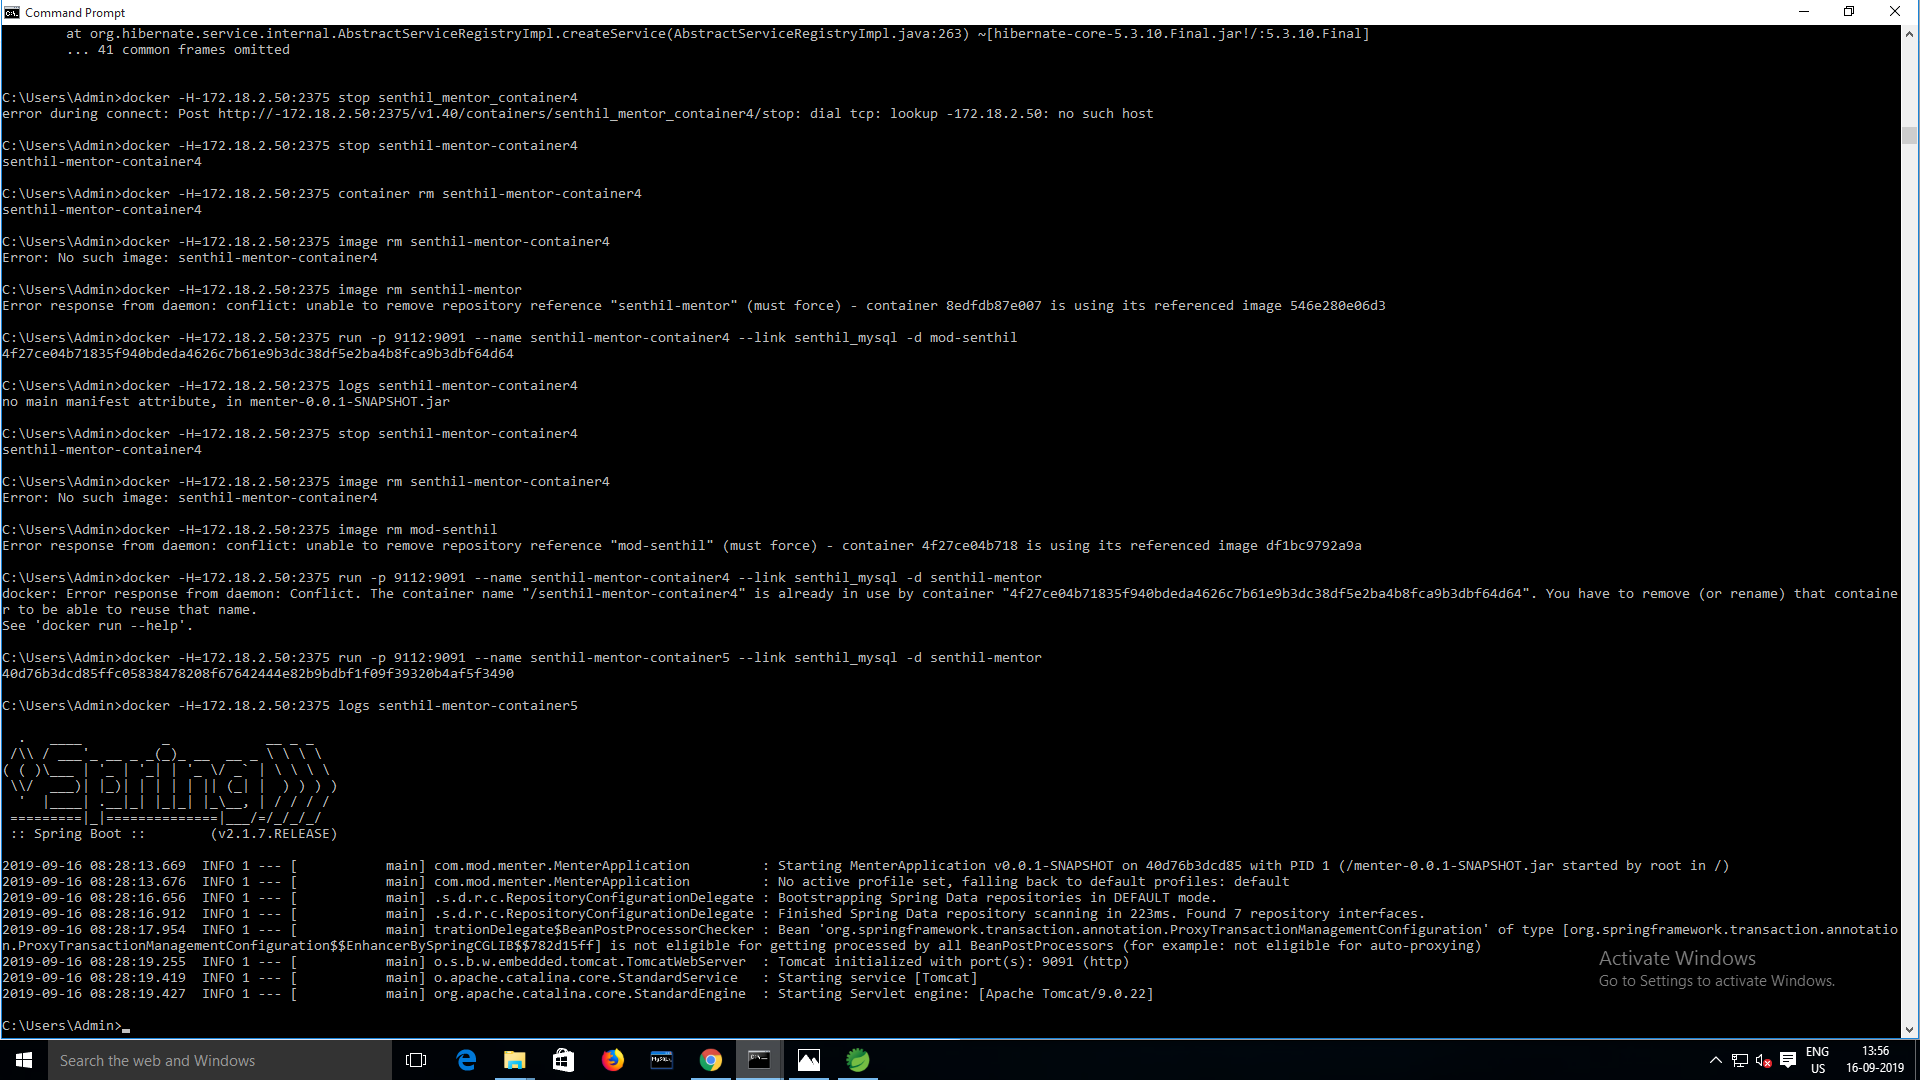 Command Prompt
at org.hibernate.service.internal.AbstractServiceRegistryImpl.createService(AbstractServiceRegistryImpl.java:263) ~[hibernate-core-5.3.10.Final.jar!/:5.3.10.Final]
... 41 common frames omitted
C:\Users\Admin>docker -H-172.18.2.50:2375 stop senthil_mentor_container4
error during connect: Post http://-172.18.2.50:2375/v1.40/containers/senthil_mentor_container4/stop: dial tcp: lookup -172.18.2.50: no such host
C:\Users\Admin>docker -H=172.18.2.50:2375 stop senthil-mentor-container4
senthil-mentor-container4
C:\Users\Admin>docker -H=172.18.2.50:2375 container rm senthil-mentor-container4
senthil-mentor-container4
C:\Users\Admin>docker -H=172.18.2.50:2375 image rm senthil-mentor-container4
Error: No such image: senthil-mentor-container4
C:\Users\Admin>docker -H=172.18.2.50:2375 image rm senthil-mentor
Error response from daemon: conflict: unable to remove repository reference "senthil-mentor" (must force) - container 8edfdb87e007 is using its referenced image 546e280e06d3
C:\Users\Admin>docker -H=172.18.2.50:2375 run -p 9112:9091 --name senthil-mentor-container4 --link senthil_mysql -d mod-senthil
4f27ce04b71835f940bdeda4626c7b61e9b3dc38df5e2ba4b8fca9b3dbf64d64
C:\Users\Admin>docker -H=172.18.2.50:2375 logs senthil-mentor-container4
no main manifest attribute, in menter-0.0.1-SNAPSHOT.jar
C:\Users\Admin>docker -H=172.18.2.50:2375 stop senthil-mentor-container4
senthil-mentor-container4
C:\Users\Admin>docker -H=172.18.2.50:2375 image rm senthil-mentor-container4
Error: No such image: senthil-mentor-container4
C:\Users\Admin>docker -H=172.18.2.50:2375 image rm mod-senthil
Error response from daemon: conflict: unable to remove repository reference "mod-senthil" (must force) - container 4f27ce04b718 is using its referenced image df1bc9792a9a
C:\Users\Admin>docker -H=172.18.2.50:2375 run -p 9112:9091 --name senthil-mentor-container4 --link senthil_mysql -d senthil-mentor
docker: Error response from daemon: Conflict. The container name "/senthil-mentor-container4" is already in use by container "4f27ce04b71835f940bdeda4626c7b61e9b3dc38df5e2ba4b8fca9b3dbf64d64". You have to remove (or rename) that containe
r to be able to reuse that name.
See 'docker run --help'.
C:\Users\Admin>docker -H=172.18.2.50:2375 run -p 9112:9091 --name senthil-mentor-container5 --link senthil_mysql -d senthil-mentor
40d76b3dcd85ffc05838478208f67642444e82b9bdbf1f09f39320b4af5f3490
C:\Users\Admin>docker -H=172.18.2.50:2375 logs senthil-mentor-container5
Spring
:: Spring Boot :: (v2.1.7.RELEASE)
2019-09-16 08:28:13.669 INFO 1 --- [ main] com.mod.menter.MenterApplication : Starting MenterApplication v0.0.1-SNAPSHOT on 40d76b3dcd85 with PID 1 (/menter-0.0.1-SNAPSHOT.jar started by root in /)
2019-09-16 08:28:13.676 INFO 1 --- [ main] com.mod.menter.MenterApplication : No active profile set, falling back to default profiles: default
2019-09-16 08:28:16.656 INFO 1 --- [ main] .s.d.r.c.RepositoryConfigurationDelegate : Bootstrapping Spring Data repositories in DEFAULT mode.
2019-09-16 08:28:16.912 INFO 1 --- [ main] .s.d.r.c.RepositoryConfigurationDelegate : Finished Spring Data repository scanning in 223ms. Found 7 repository interfaces.
2019-09-16 08:28:17.954 INFO 1 --- [ main] trationDelegate$BeanPostProcessorChecker : Bean 'org.springframework.transaction.annotation.ProxyTransactionManagementConfiguration' of type [org.springframework.transaction.annotatio
n.ProxyTransactionManagementConfiguration$$EnhancerBySpringCGLIB$$782d15ff] is not eligible for getting processed by all BeanPostProcessors (for example: not eligible for auto-proxying)
2019-09-16 08:28:19.255 INFO 1 --- [ main] o.s.b.w.embedded.tomcat.TomcatWebServer : Tomcat initialized with port(s): 9091 (http)
2019-09-16 08:28:19.419 INFO 1 --- [ main] o.apache.catalina.core.StandardService : Starting service [Tomcat]
2019-09-16 08:28:19.427 INFO 1 --- [ main] org.apache.catalina.core.StandardEngine : Starting Servlet engine: [Apache Tomcat/9.0.22]
Activate Windows
Go to Settings to activate Windows.
C:\Users\Admin>
Search the web and Windows
ENG
US
13:56
16-09-2019